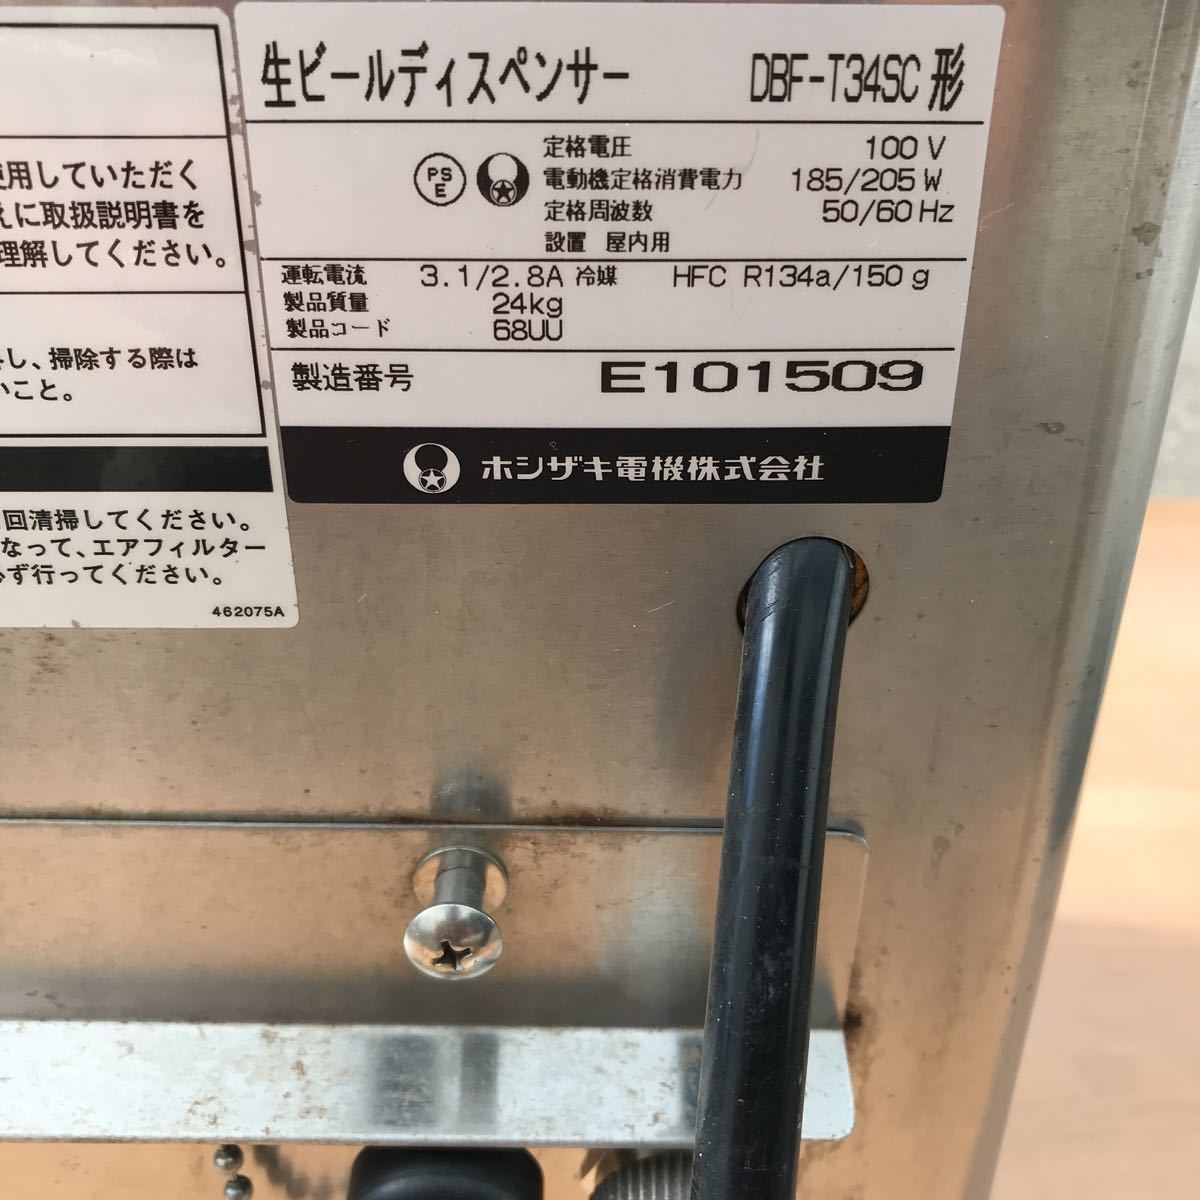 生ビールディスペンサー DBF-T34SC 形
PS E
定格電圧 100 V
電動機定格消費電力 185/205 W
定格周波数 50/60 Hz
設置 屋内用
運転電流 3.1/2.8A 冷媒 HFC R134a/150 g
製品質量 24kg
製品コード 68UU
製造番号 E101509
ホシザキ電機株式会社
使用していただく
えに取扱説明書を
理解してください。
し、掃除する際は
いこと。
回清掃してください。
なって、エアフィルター
ず行ってください。
462075A